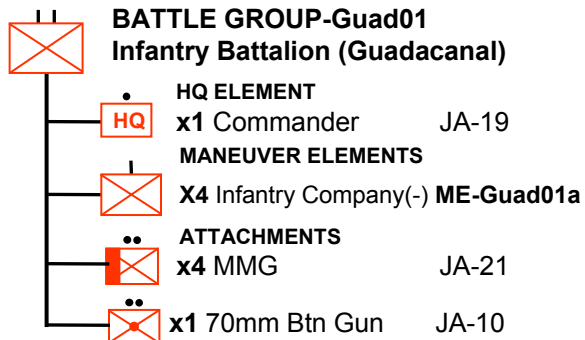 BATTLE GROUP-Guad01
Infantry Battalion (Guadacanal)
HQ ELEMENT
HQ x1 Commander JA-19
MANEUVER ELEMENTS
X4 Infantry Company(-) ME-Guad01a
ATTACHMENTS
x4 MMG JA-21
x1 70mm Btn Gun JA-10